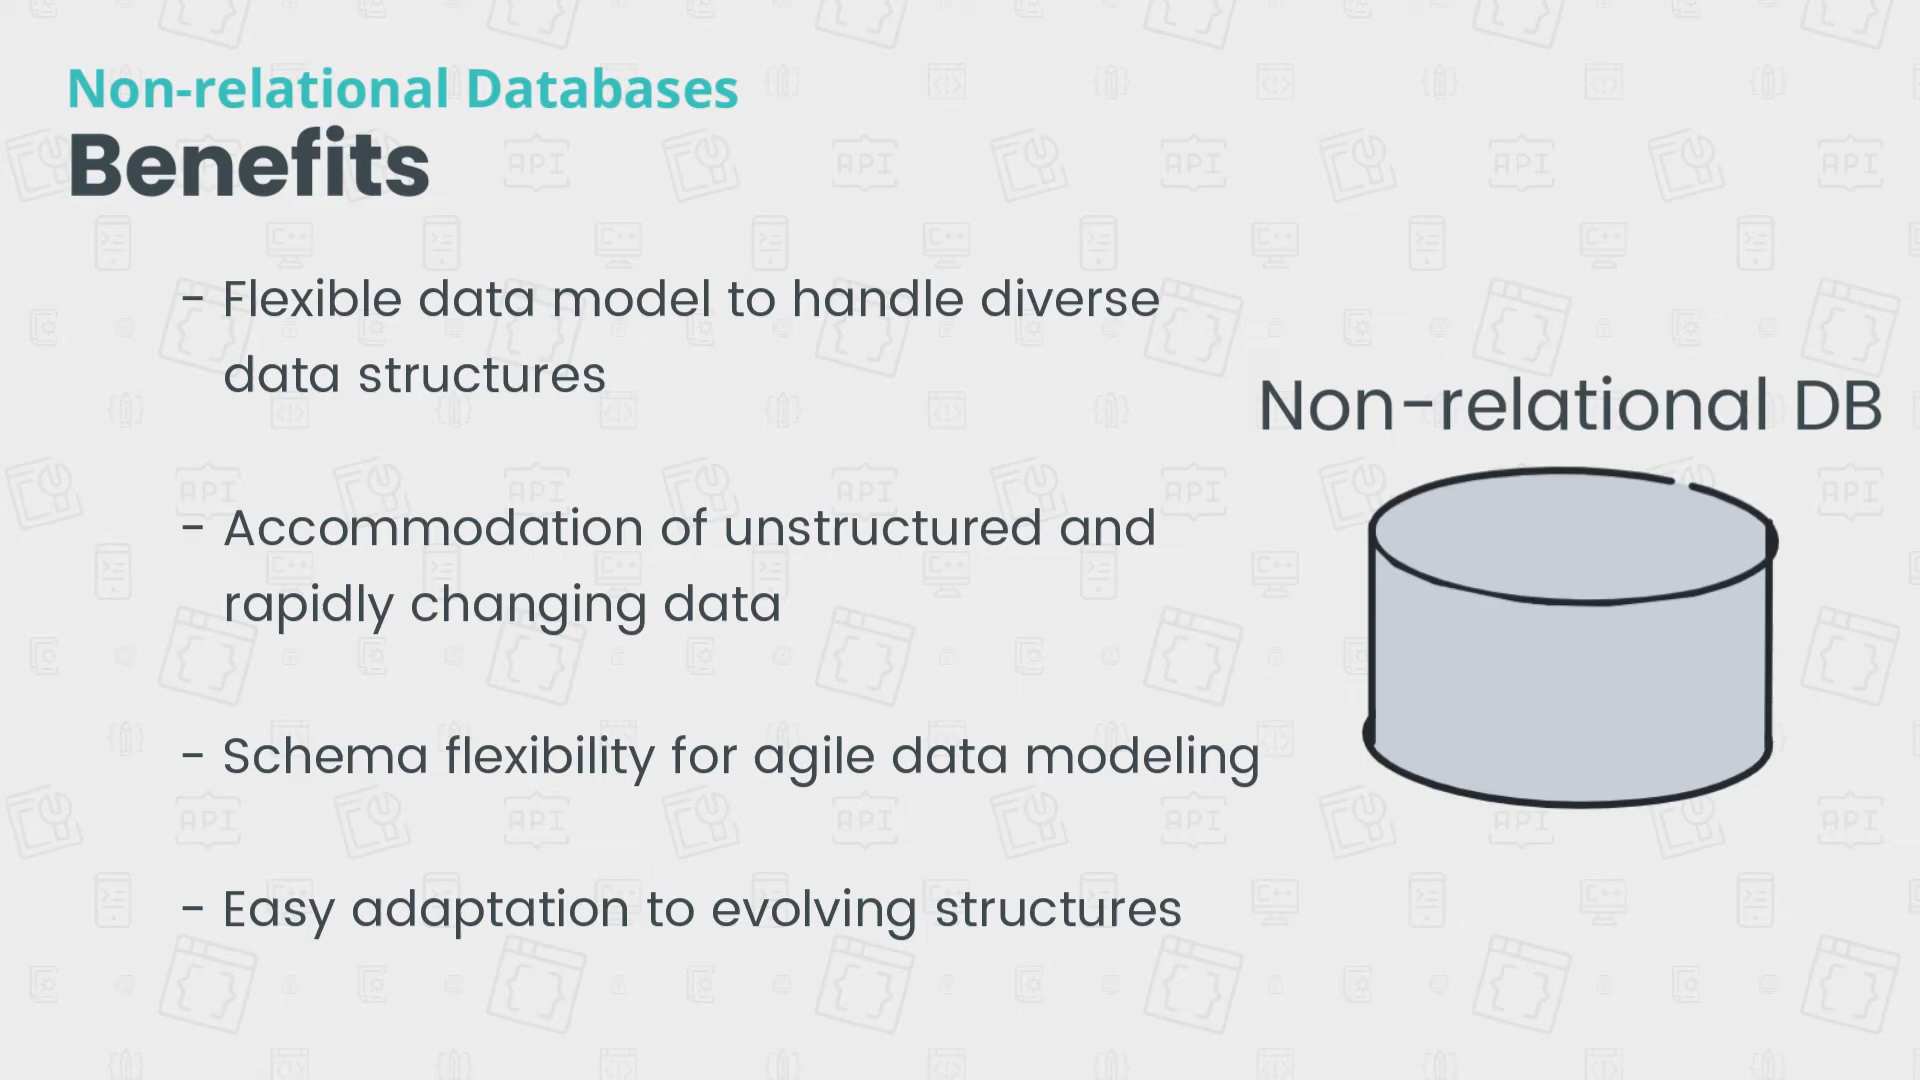 Non-relational Databases
Benefits
- Flexible data model to handle diverse
data structures
- Accommodation of unstructured and
rapidly changing data
- Schema flexibility for agile data modeling
- Easy adaptation to evolving structures
Non-relational DB